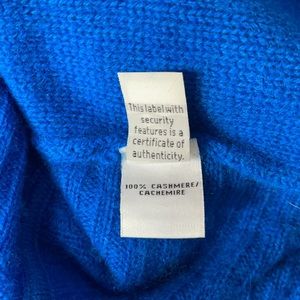 This label with
security
features is a
certificate of
authenticity.
100% CASHMERE/
CACHEMIRE